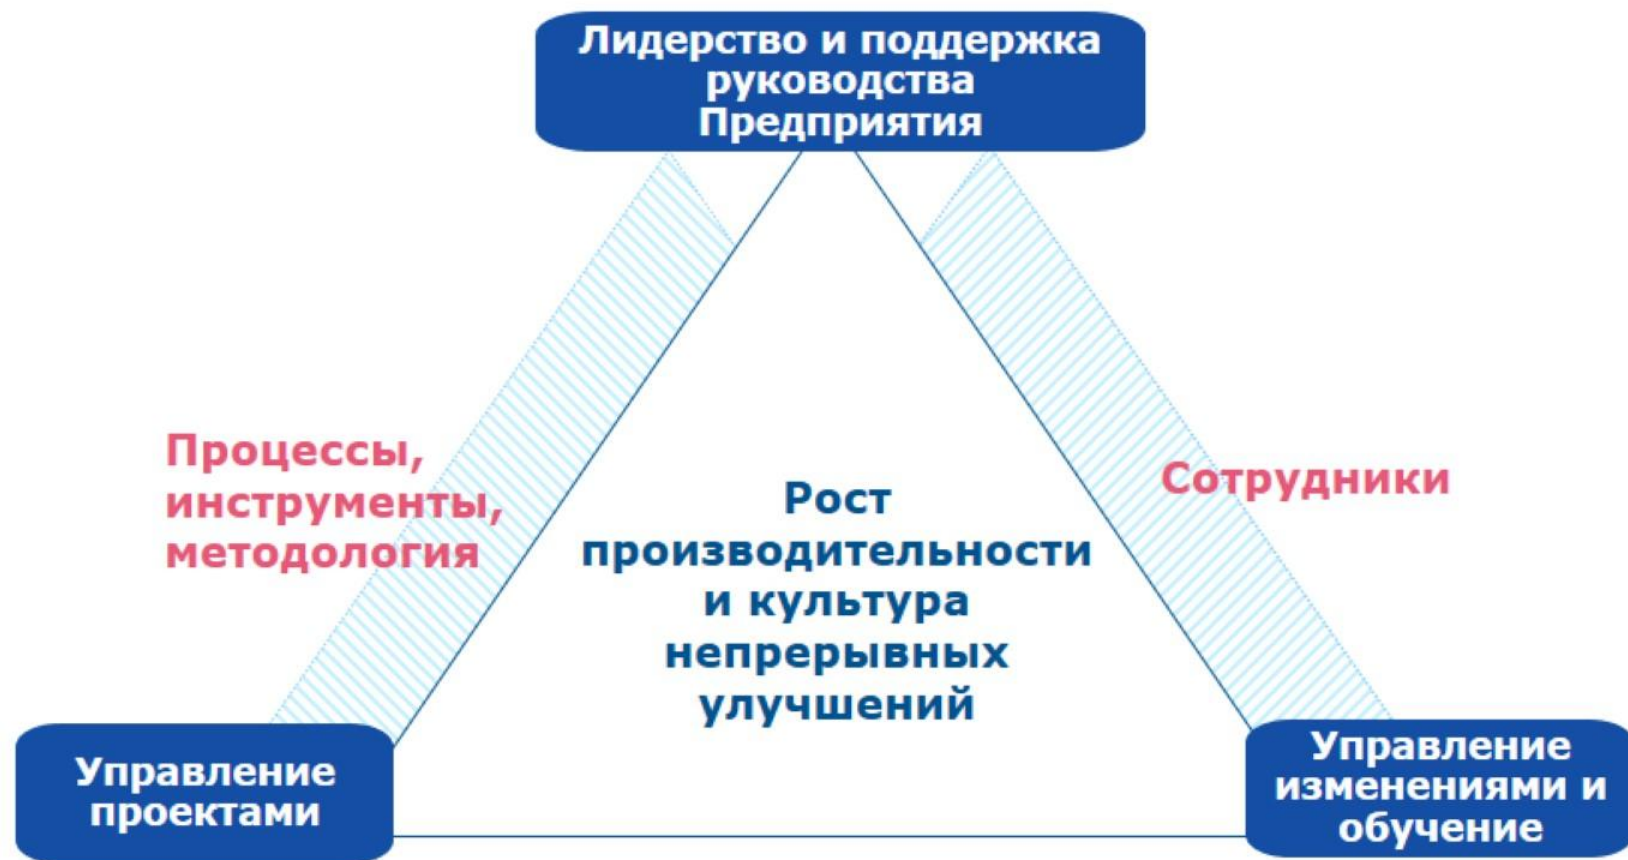 Лидерство и поддержка
руководства
Предприятия
Процессы,
инструменты,
методология
Сотрудники
Рост
производительности
и культура
непрерывных
улучшений
Управление
проектами
Управление
изменениями и
обучение